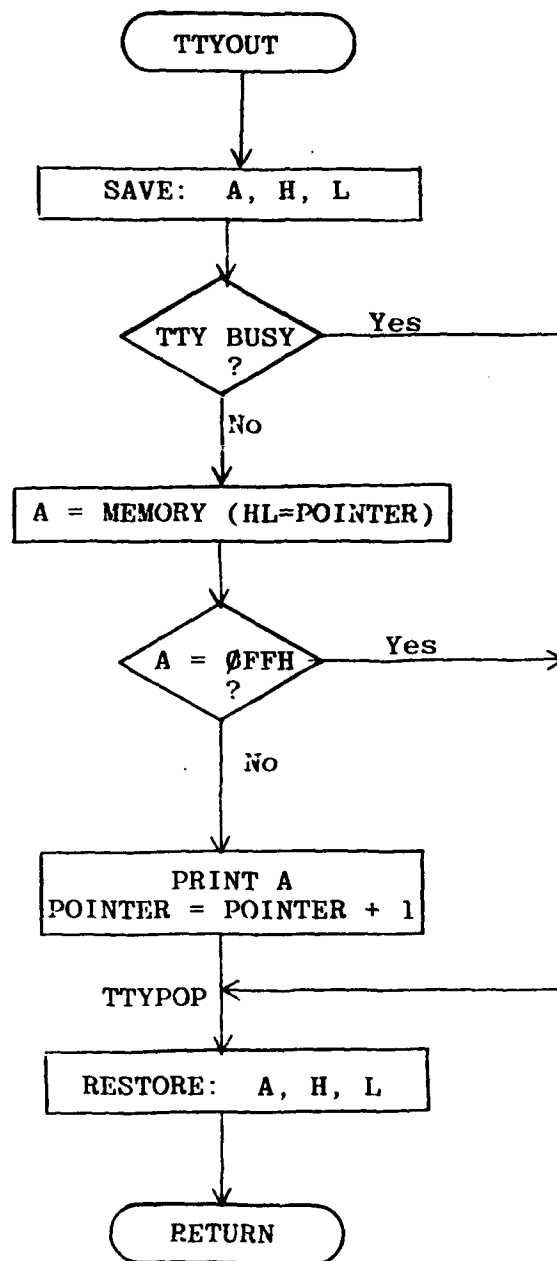 TTYOUT
SAVE: A, H, L
TTY BUSY
?
Yes
No
A = MEMORY (HL=POINTER)
A = ØFFH
?
Yes
No
PRINT A
POINTER = POINTER + 1
TTYPOP
RESTORE: A, H, L
RETURN